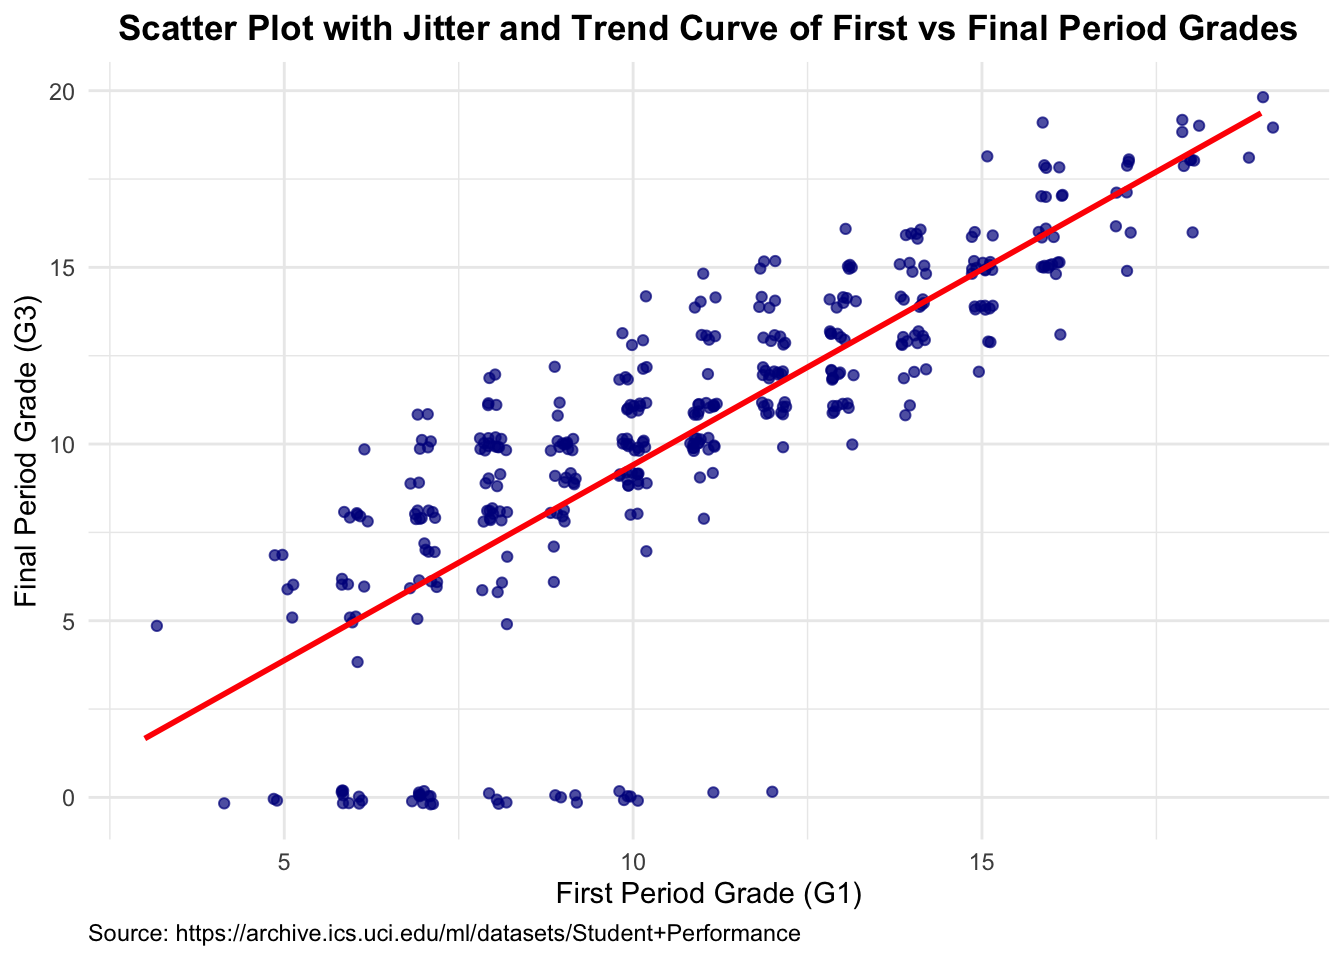 Scatter Plot with Jitter and Trend Curve of First vs Final Period Grades
Final Period Grade (G3)
20
15
10
5
0
5
10
15
First Period Grade (G1)
Source: https://archive.ics.uci.edu/ml/datasets/Student+Performance